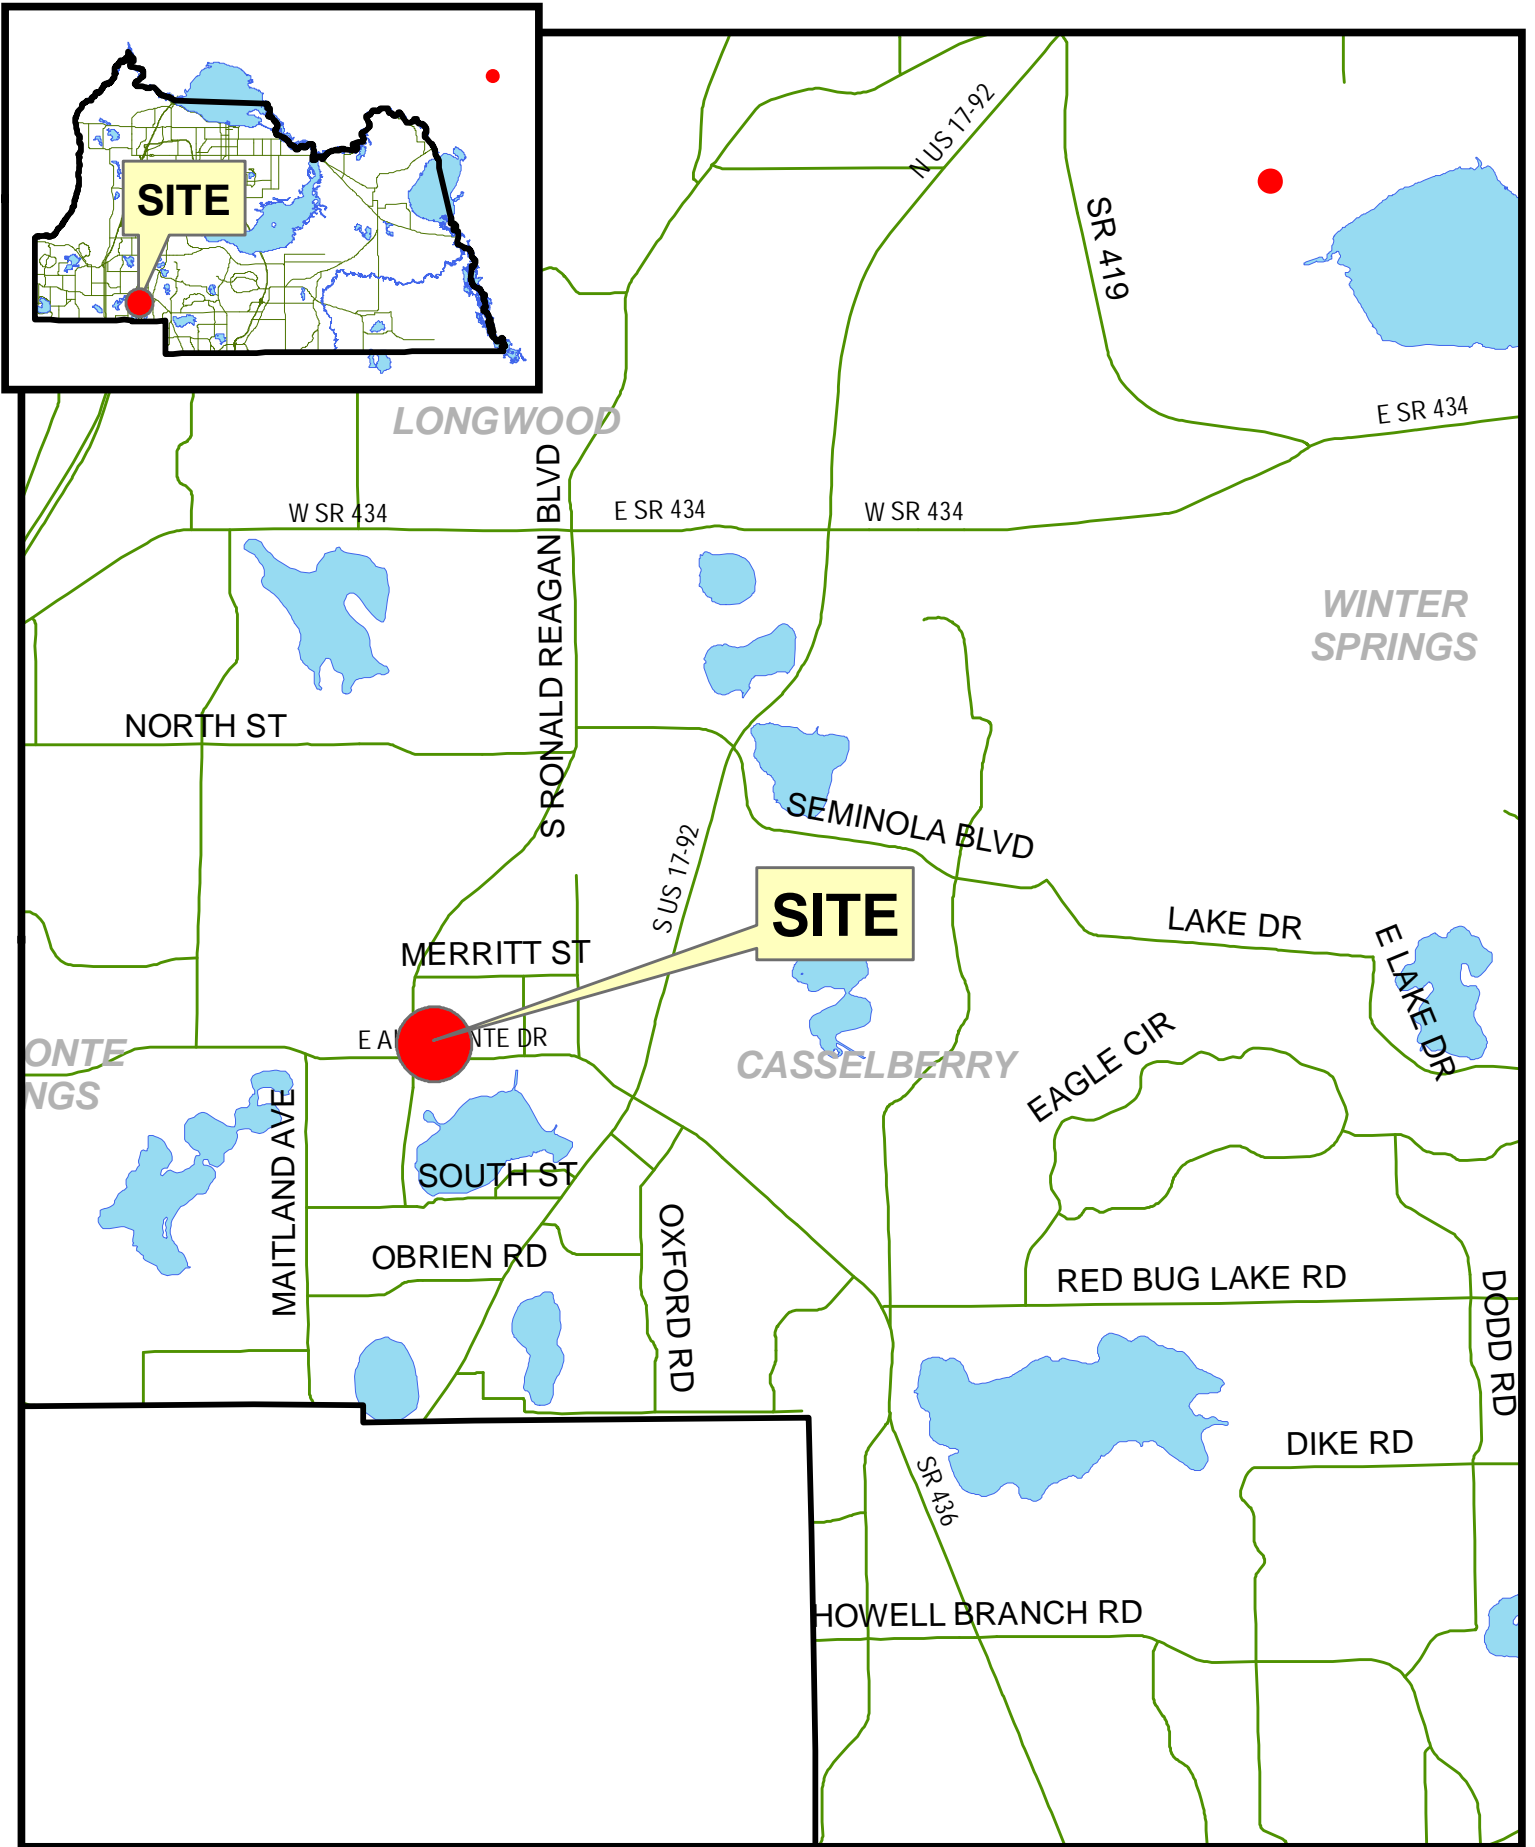 SITE
N US 17-92
SR 419
E SR 434
LONGWOOD
S RONALD REAGAN BLVD
W SR 434
E SR 434
W SR 434
WINTER
SPRINGS
NORTH ST
SEMINOLA BLVD
S US 17-92
SITE
LAKE DR
E LAKE DR
MERRITT ST
E A
NTE DR
ONTE
NGS
CASSELBERRY
EAGLE CIR
MAITLAND AVE
SOUTH ST
OXFORD RD
OBRIEN RD
RED BUG LAKE RD
DODD RD
DIKE RD
SR 436
HOWELL BRANCH RD